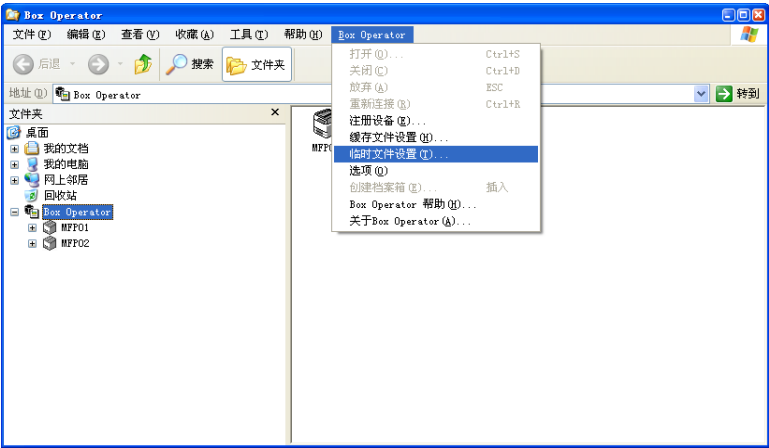 Box Operator
文件(F) 编辑(E) 查看(V) 收藏(A) 工具(T) 帮助(H) Box Operator
后退 搜索 文件夹
地址(D) Box Operator 转到
文件夹
桌面
我的文档
我的电脑
网上邻居
回收站
Box Operator
MFP01
MFP02
打开(O)... Ctrl+S
关闭(C) Ctrl+D
放弃(A) ESC
重新连接(R) Ctrl+R
注册设备(E)...
缓存文件设置(H)...
临时文件设置(T)...
选项(O)
创建档案箱(E)... 插入
Box Operator 帮助(H)...
关于Box Operator(A)...